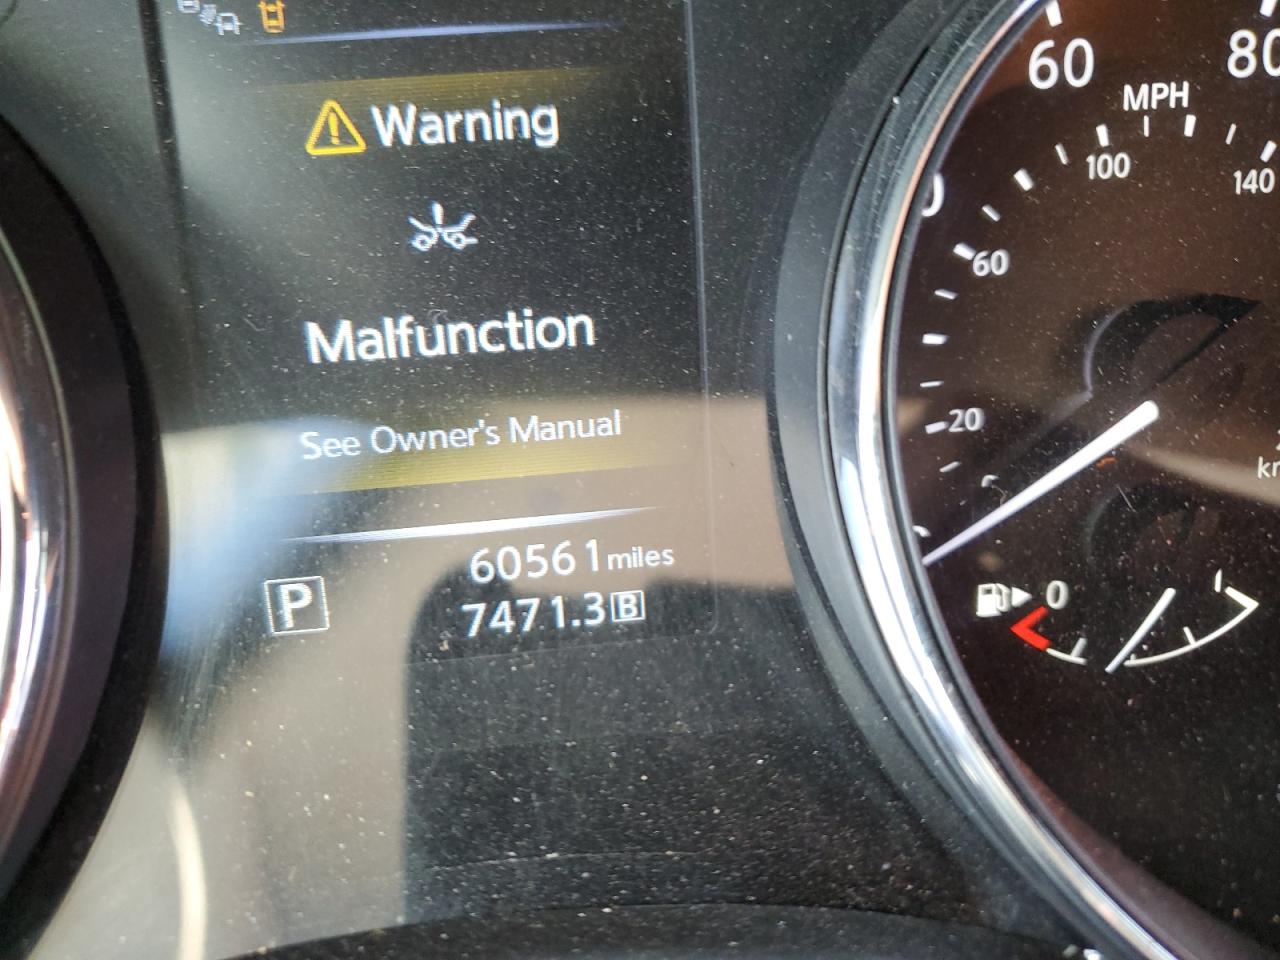 Warning
Malfunction
See Owner's Manual
60561 miles
7471.3 B
P
60
80
MPH
100
140
60
20
0